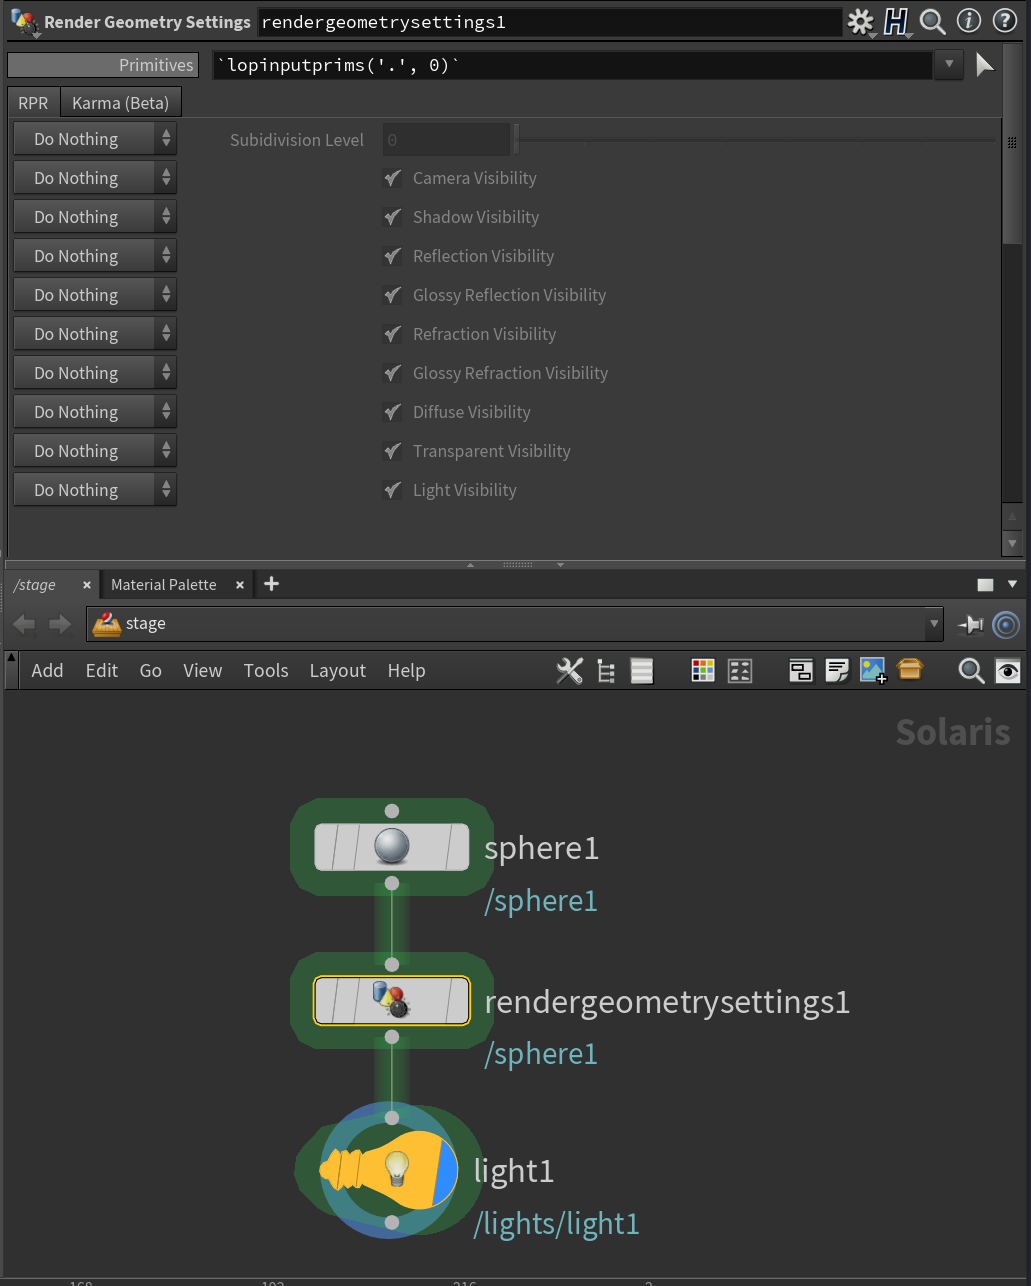 Render Geometry Settings rendergeometrysettings1
Primitives `lopinputprims('.', 0)`
RPR Karma (Beta)
Do Nothing Subidivision Level 0
Do Nothing Camera Visibility
Do Nothing Shadow Visibility
Do Nothing Reflection Visibility
Do Nothing Glossy Reflection Visibility
Do Nothing Refraction Visibility
Do Nothing Glossy Refraction Visibility
Do Nothing Diffuse Visibility
Do Nothing Transparent Visibility
Do Nothing Light Visibility
/stage Material Palette
stage
Add Edit Go View Tools Layout Help
Solaris
sphere1
/sphere1
rendergeometrysettings1
/sphere1
light1
/lights/light1